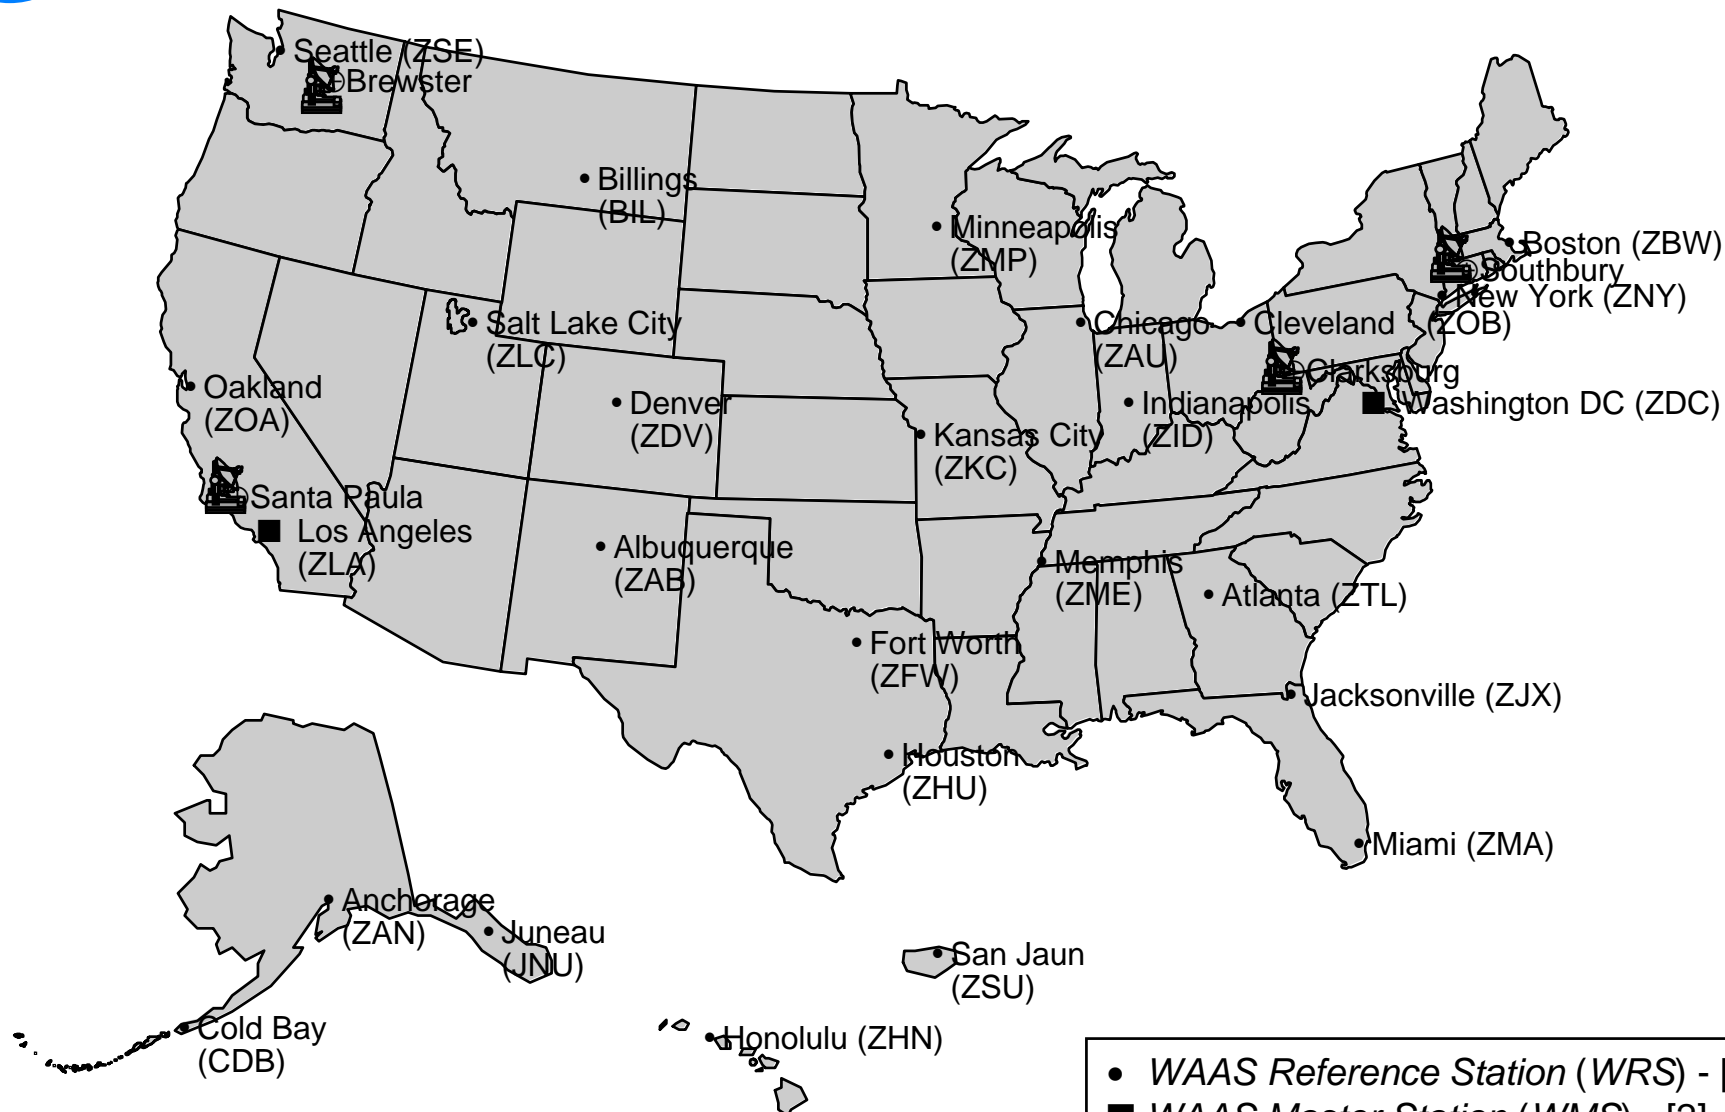 Seattle (ZSE)
Brewster
Billings
(BIL)
Minneapolis
(ZMP)
Boston (ZBW)
Southbury
New York (ZNY)
Salt Lake City
(ZLC)
Chicago
(ZAU)
Cleveland
(ZOB)
Clarksburg
Oakland
(ZOA)
Denver
(ZDV)
Kansas City
(ZKC)
Indianapolis
(ZID)
Washington DC (ZDC)
Santa Paula
Los Angeles
(ZLA)
Albuquerque
(ZAB)
Memphis
(ZME)
Atlanta (ZTL)
Fort Worth
(ZFW)
Jacksonville (ZJX)
Houston
(ZHU)
Miami (ZMA)
Anchorage
(ZAN)
Juneau
(JNU)
San Jaun
(ZSU)
Cold Bay
(CDB)
Honolulu (ZHN)
WAAS Reference Station (WRS) - [
WAAS Master Station (WMS) - [2]